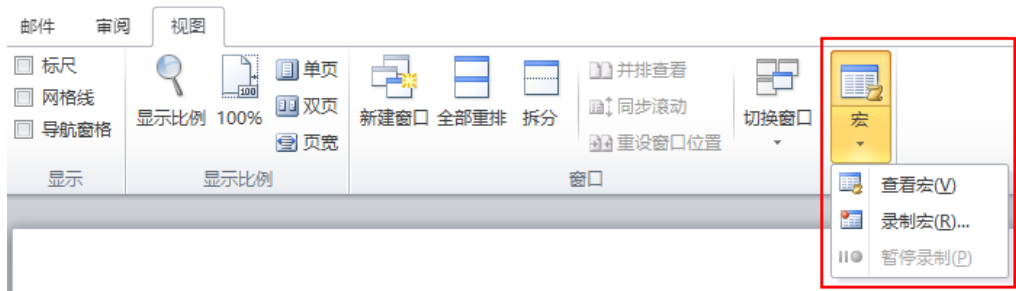 邮件 审阅 视图
标尺
网格线
导航窗格
显示
显示比例
100
100%
单页
双页
页宽
显示比例
新建窗口
全部重排
拆分
并排查看
同步滚动
重设窗口位置
切换窗口
窗口
宏
查看宏(V)
录制宏(R)...
暂停录制(P)